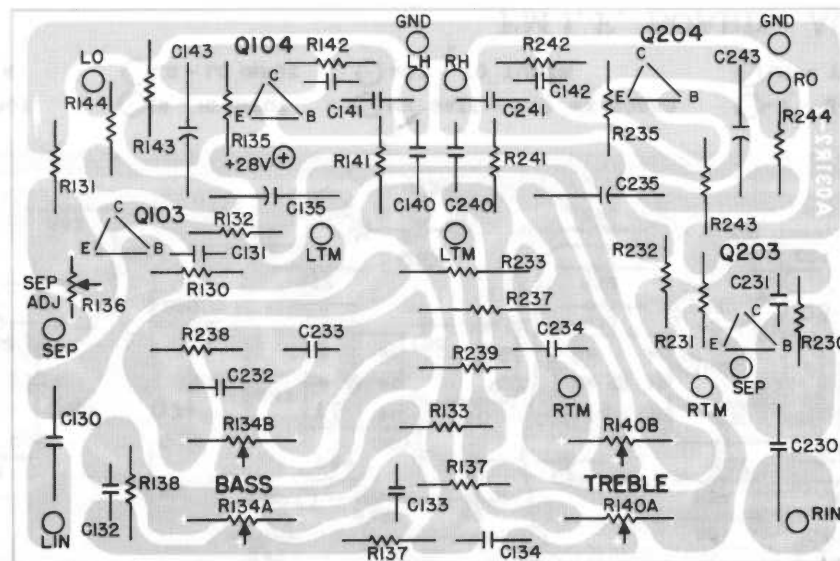 GND
Q204
GND
C143
Q104
R142
R242
C243
LO
LH
RH
RO
C
C
E
B
C142
E
B
R144
C141
C241
R244
R143
R135
R235
+28V
R131
R141
R241
C140
C240
C135
C235
R243
C
Q103
R132
E
B
C131
LTM
LTM
R232
Q203
SEP
ADJ
R130
R233
C231
R136
R237
C
SEP
R238
C233
C234
R231
E
B
R230
R239
SEP
C232
RTM
RTM
C130
R134B
R133
R140B
C230
R138
BASS
R137
TREBLE
C132
R134A
C133
R140A
LIN
RIN
R137
C134